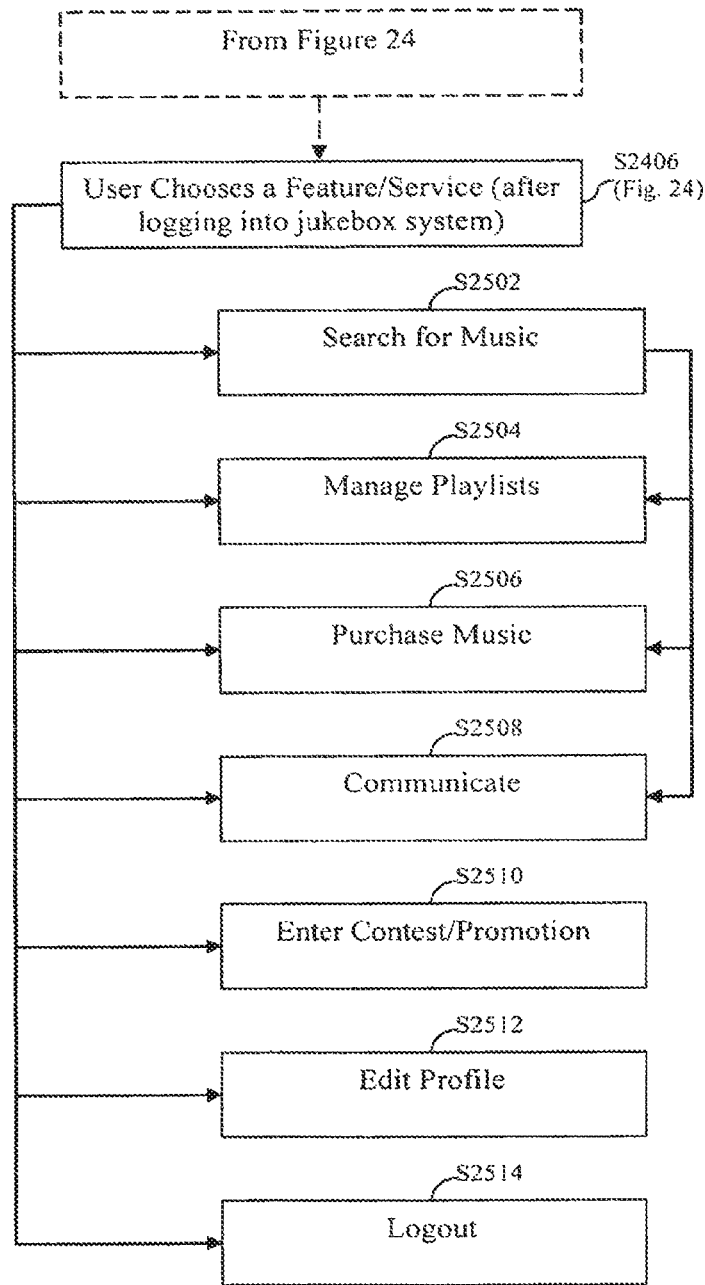 From Figure 24
User Chooses a Feature/Service (after
logging into jukebox system)
S2406
(Fig. 24)
S2502
Search for Music
S2504
Manage Playlists
S2506
Purchase Music
S2508
Communicate
S2510
Enter Contest/Promotion
S2512
Edit Profile
S2514
Logout